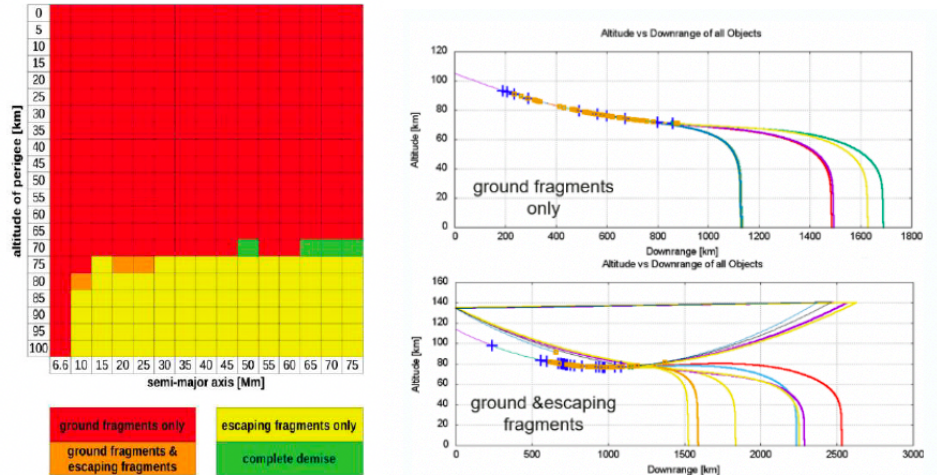 altitude of perigee [km]
0
5
10
15
20
25
30
35
40
45
50
55
60
65
70
75
80
85
90
95
100
6.6 10 15 20 25 30 35 40 45 50 55 60 65 70 75
semi-major axis [Mm]
ground fragments only
escaping fragments only
ground fragments &
escaping fragments
complete demise
Altitude vs Downrange of all Objects
Altitude [km]
120
100
80
60
40
20
0
0 200 400 600 800 1000 1200 1400 1600 1800
Downrange [km]
ground fragments
only
Altitude vs Downrange of all Objects
Altitude [km]
160
140
120
100
80
60
40
20
0
0 500 1000 1500 2000 2500 3000
Downrange [km]
ground &escaping
fragments